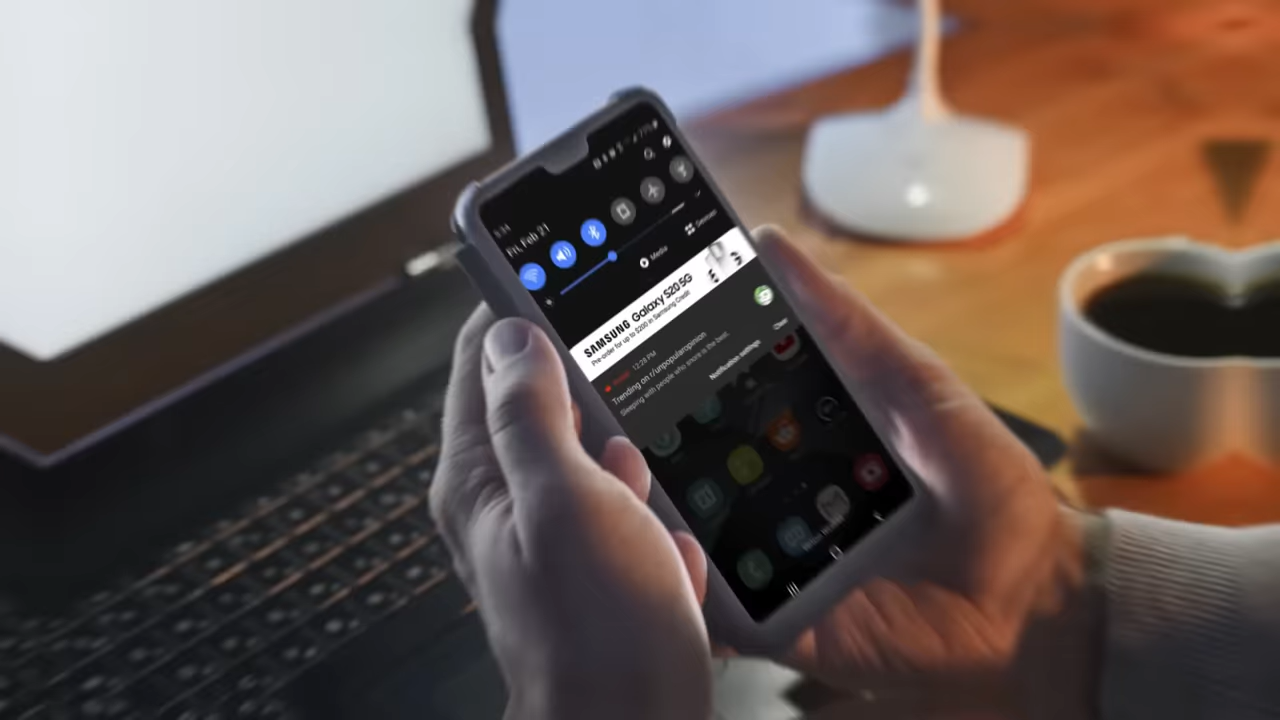 Fri, Feb 21
Media
Devices
SAMSUNG Galaxy S20 5G
Pre-order for up to $200 in Samsung Credit
12:28 PM
Trending on r/unpopularopinion
Sleeping with people who snore is the best.
Notification settings
Clear